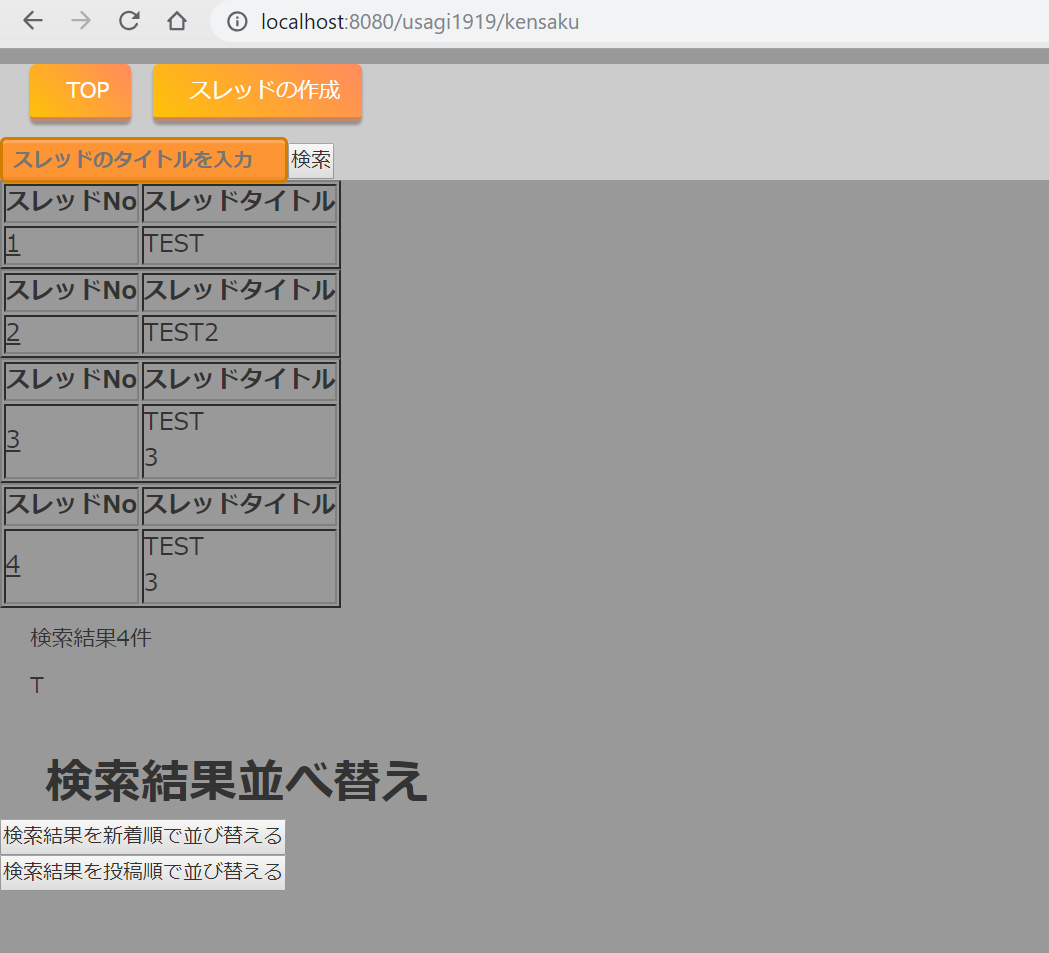 localhost:8080/usagi1919/kensaku
TOP スレッドの作成
スレッドのタイトルを入力 検索
スレッドNo スレッドタイトル
1 TEST
スレッドNo スレッドタイトル
2 TEST2
スレッドNo スレッドタイトル
3 TEST
3
スレッドNo スレッドタイトル
4 TEST
3
検索結果4件
T
検索結果並べ替え
検索結果を新着順で並び替える
検索結果を投稿順で並び替える